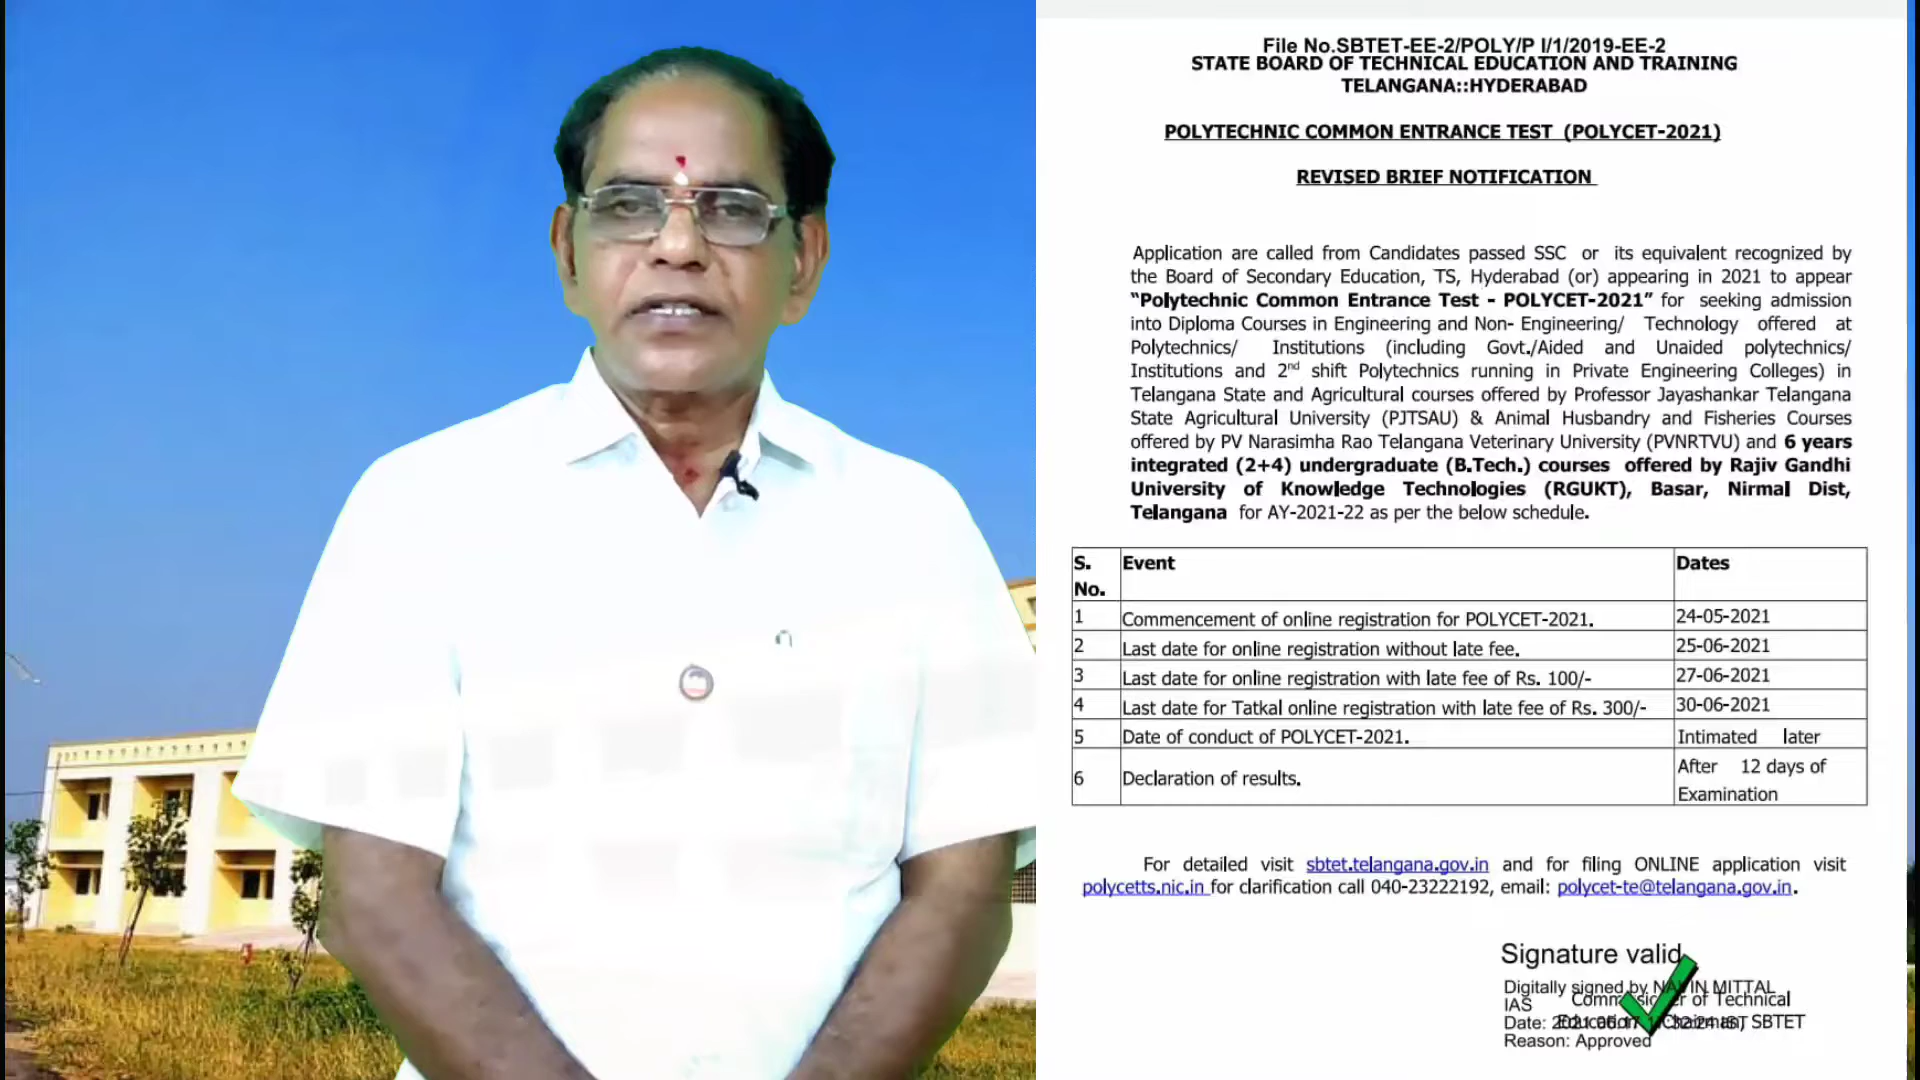 File No.SBTET-EE-2/POLY/P I/1/2019-EE-2
STATE BOARD OF TECHNICAL EDUCATION AND TRAINING
TELANGANA::HYDERABAD
POLYTECHNIC COMMON ENTRANCE TEST (POLYCET-2021)
REVISED BRIEF NOTIFICATION
Application are called from Candidates passed SSC or its equivalent recognized by
the Board of Secondary Education, TS, Hyderabad (or) appearing in 2021 to appear
“Polytechnic Common Entrance Test - POLYCET-2021” for seeking admission
into Diploma Courses in Engineering and Non- Engineering/ Technology offered at
Polytechnics/ Institutions (including Govt./Aided and Unaided polytechnics/
Institutions and 2nd shift Polytechnics running in Private Engineering Colleges) in
Telangana State and Agricultural courses offered by Professor Jayashankar Telangana
State Agricultural University (PJTSAU) & Animal Husbandry and Fisheries Courses
offered by PV Narasimha Rao Telangana Veterinary University (PVNRTVU) and 6 years
integrated (2+4) undergraduate (B.Tech.) courses offered by Rajiv Gandhi
University of Knowledge Technologies (RGUKT), Basar, Nirmal Dist,
Telangana for AY-2021-22 as per the below schedule.
S. No. Event Dates
1 Commencement of online registration for POLYCET-2021. 24-05-2021
2 Last date for online registration without late fee. 25-06-2021
3 Last date for online registration with late fee of Rs. 100/- 27-06-2021
4 Last date for Tatkal online registration with late fee of Rs. 300/- 30-06-2021
5 Date of conduct of POLYCET-2021. Intimated later
6 Declaration of results. After 12 days of Examination
For detailed visit sbtet.telangana.gov.in and for filing ONLINE application visit
polycetts.nic.in for clarification call 040-23222192, email: polycet-te@telangana.gov.in.
Signature valid
Digitally signed by MITTAL
IAS of Technical
Date: SBTET
Reason: Approved